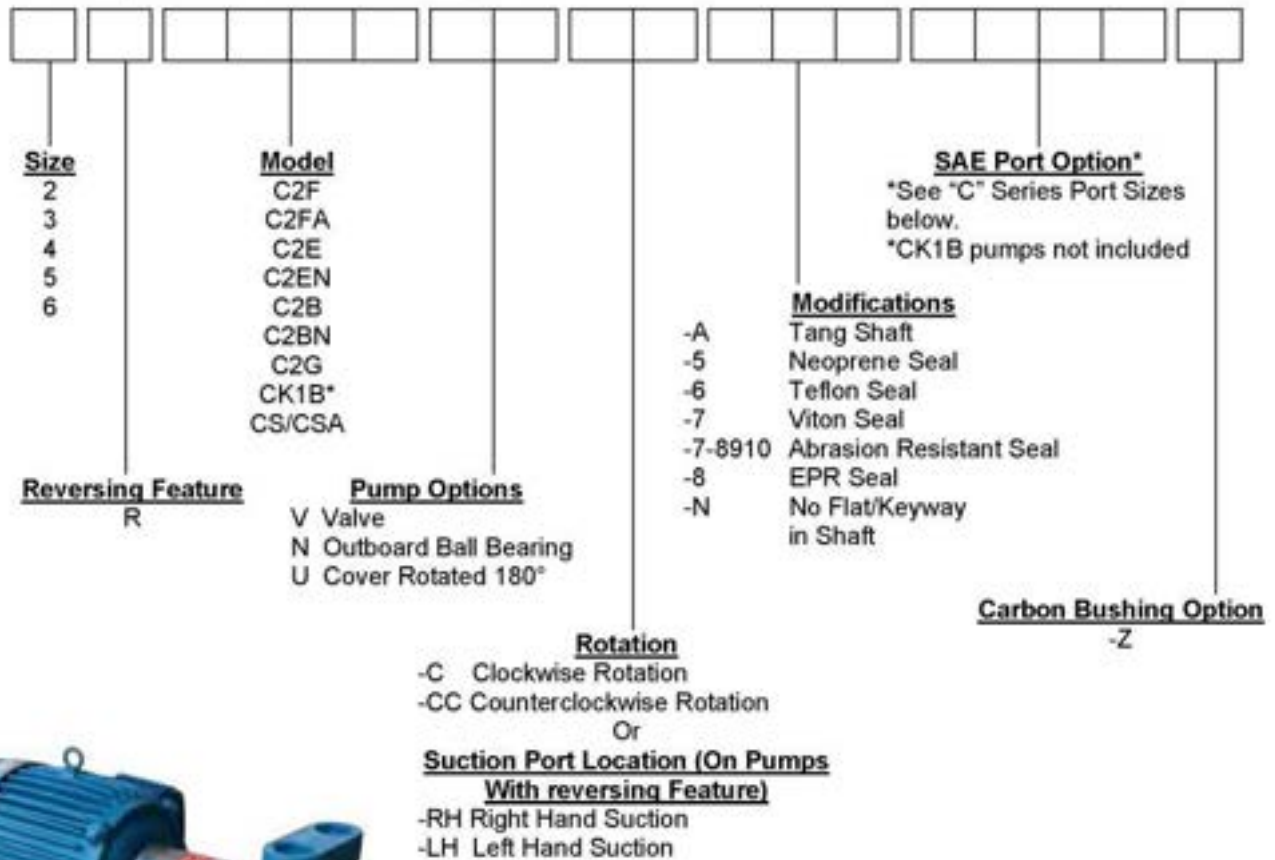 Size
2
3
4
5
6
Model
C2F
C2FA
C2E
C2EN
C2B
C2BN
C2G
CK1B*
CS/CSA
SAE Port Option*
*See "C" Series Port Sizes
below.
*CK1B pumps not included
Modifications
-A Tang Shaft
-5 Neoprene Seal
-6 Teflon Seal
-7 Viton Seal
-7-8910 Abrasion Resistant Seal
-8 EPR Seal
-N No Flat/Keyway
in Shaft
Reversing Feature
R
Pump Options
V Valve
N Outboard Ball Bearing
U Cover Rotated 180°
Carbon Bushing Option
-Z
Rotation
-C Clockwise Rotation
-CC Counterclockwise Rotation
Or
Suction Port Location (On Pumps
With reversing Feature)
-RH Right Hand Suction
-LH Left Hand Suction